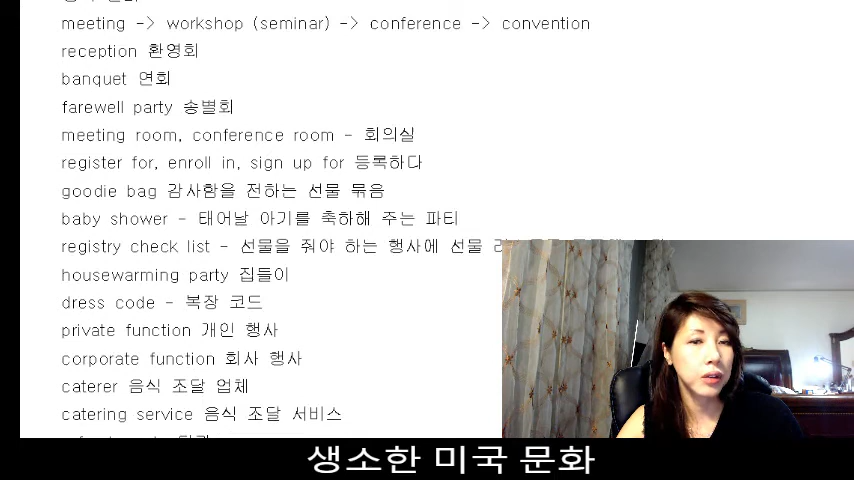 meeting -> workshop (seminar) -> conference -> convention
reception 환영회
banquet 연회
farewell party 송별회
meeting room, conference room - 회의실
register for, enroll in, sign up for 등록하다
goodie bag 감사함을 전하는 선물 묶음
baby shower - 태어날 아기를 축하해 주는 파티
registry check list - 선물을 줘야 하는 행사에 선물
housewarming party 집들이
dress code - 복장 코드
private function 개인 행사
corporate function 회사 행사
caterer 음식 조달 업체
catering service 음식 조달 서비스
생소한 미국 문화